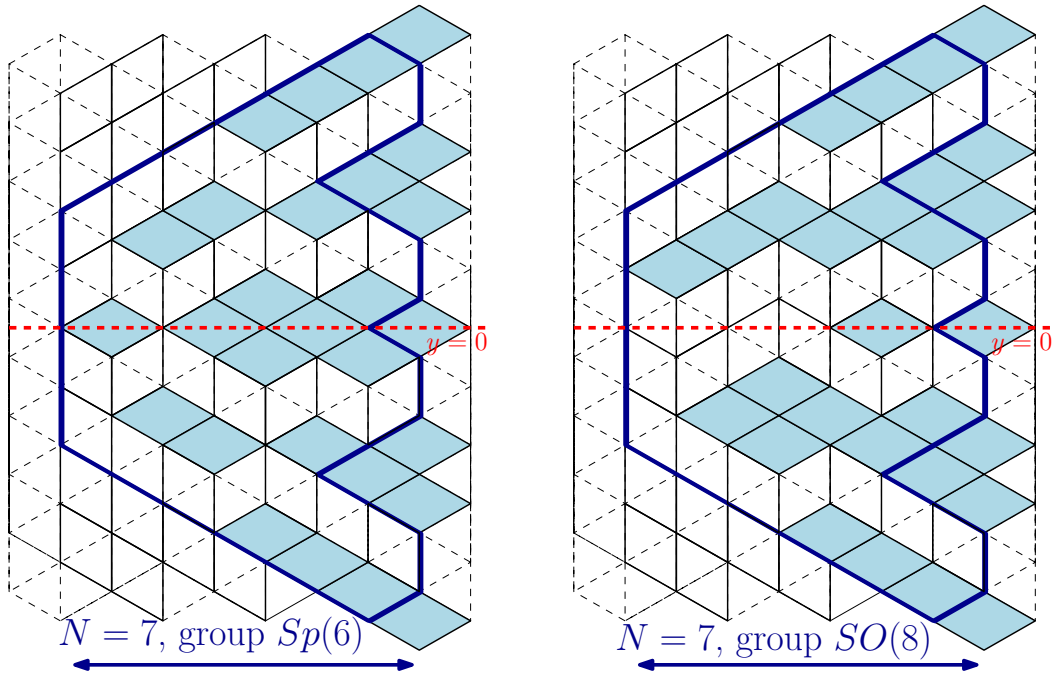 y = 0
y = 0
N = 7, group Sp(6)
N = 7, group SO(8)